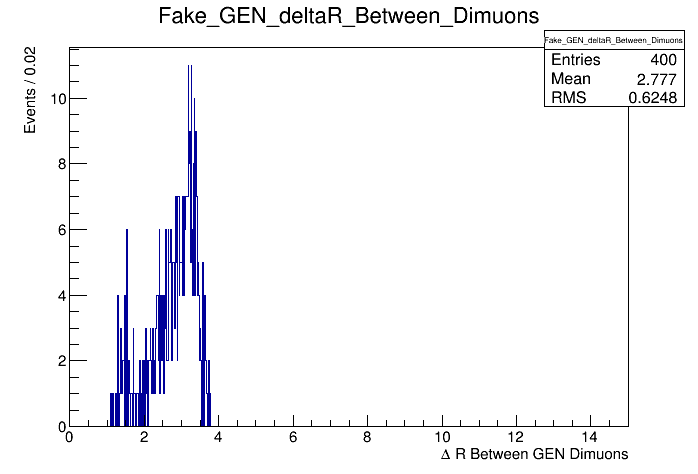 Fake_GEN_deltaR_Between_Dimuons
Fake_GEN_deltaR_Between_Dimuons
Entries 400
Mean 2.777
RMS 0.6248
Events / 0.02
10
8
6
4
2
0
0 2 4 6 8 10 12 14
Δ R Between GEN Dimuons